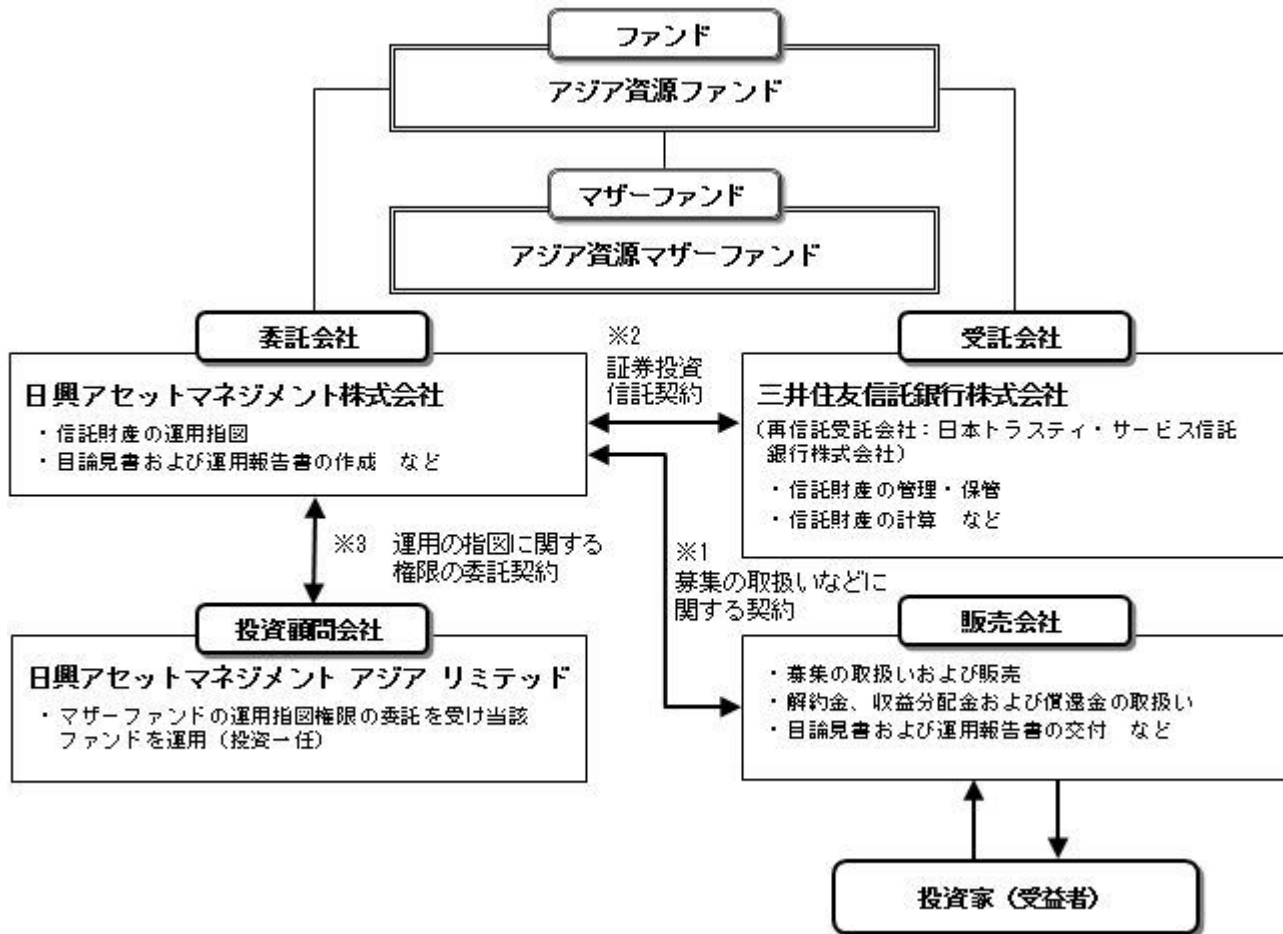 ファンド
アジア資源ファンド
マザーファンド
アジア資源マザーファンド
委託会社
日興アセットマネジメント株式会社
・信託財産の運用指図
・目論見書および運用報告書の作成　など
※2
証券投資
信託契約
受託会社
三井住友信託銀行株式会社
（再信託受託会社：日本トラスティ・サービス信託
銀行株式会社）
・信託財産の管理・保管
・信託財産の計算　など
※3　運用の指図に関する
権限の委託契約
※1
募集の取扱いなどに
関する契約
投資顧問会社
日興アセットマネジメント アジア リミテッド
・マザーファンドの運用指図権限の委託を受け当該
ファンドを運用（投資一任）
販売会社
・募集の取扱いおよび販売
・解約金、収益分配金および償還金の取扱い
・目論見書および運用報告書の交付　など
投資家（受益者）